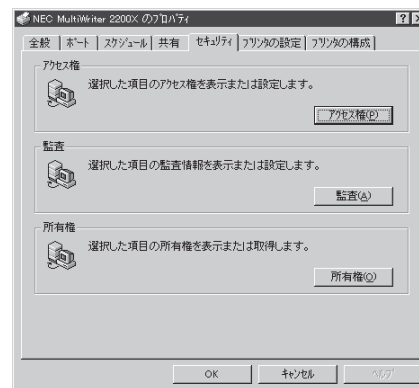 NEC MultiWriter 2200X のプロパティ
全般 ポート スケジュール 共有 セキュリティ プリンタの設定 プリンタの構成
アクセス権
選択した項目のアクセス権を表示または設定します。
アクセス権(P)
監査
選択した項目の監査情報を表示または設定します。
監査(A)
所有権
選択した項目の所有権を表示または取得します。
所有権(O)
OK キャンセル ヘルプ